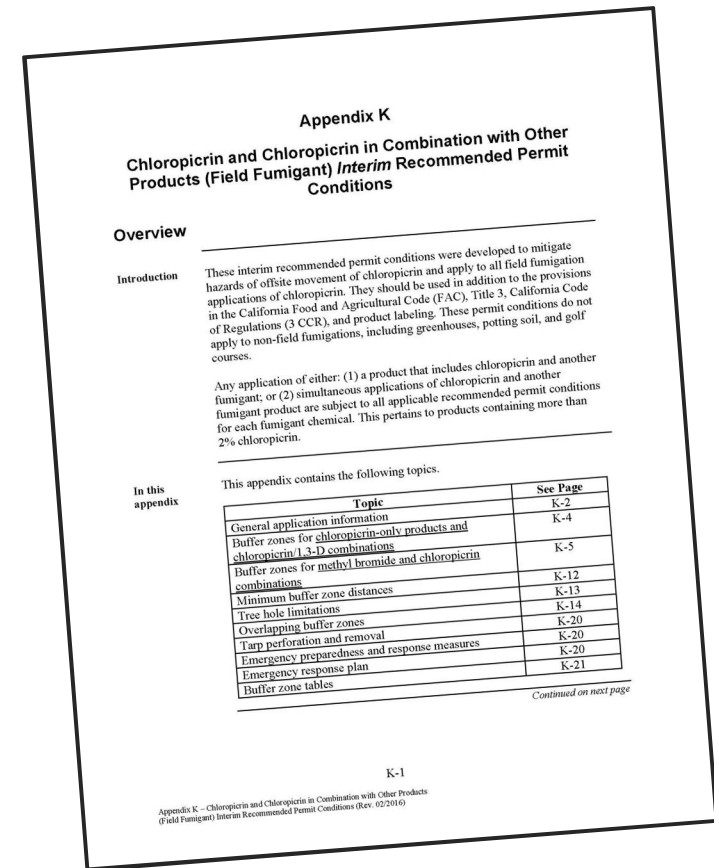 Appendix K
Chloropicrin and Chloropicrin in Combination with Other
Products (Field Fumigant) Interim Recommended Permit
Conditions
Overview
Introduction
These interim recommended permit conditions were developed to mitigate
hazards of offsite movement of chloropicrin and apply to all field fumigation
applications of chloropicrin. They should be used in addition to the provisions
in the California Food and Agricultural Code (FAC), Title 3, California Code
of Regulations (3 CCR), and product labeling. These permit conditions do not
apply to non-field fumigations, including greenhouses, potting soil, and golf
courses.
Any application of either: (1) a product that includes chloropicrin and another
fumigant; or (2) simultaneous applications of chloropicrin and another
fumigant product are subject to all applicable recommended permit conditions
for each fumigant chemical. This pertains to products containing more than
2% chloropicrin.
In this
appendix
This appendix contains the following topics.
Topic See Page
General application information K-2
Buffer zones for chloropicrin-only products and K-4
chloropicrin/1,3-D combinations
Buffer zones for methyl bromide and chloropicrin K-5
combinations
Minimum buffer zone distances K-12
Tree hole limitations K-13
Overlapping buffer zones K-14
Tarp perforation and removal K-20
Emergency preparedness and response measures K-20
Emergency response plan K-20
Buffer zone tables K-21
Continued on next page
K-1
Appendix K – Chloropicrin and Chloropicrin in Combination with Other Products
(Field Fumigant) Interim Recommended Permit Conditions (Rev. 02/2016)